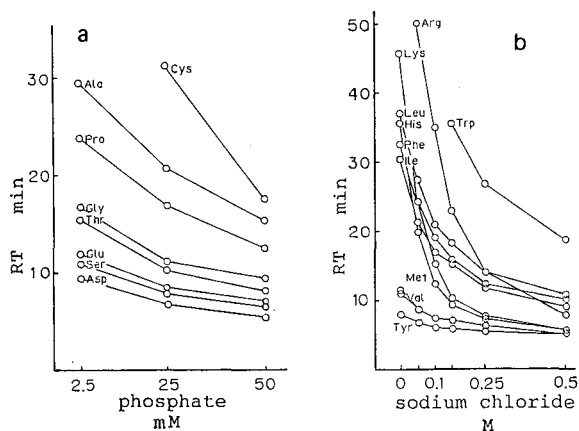 a
RT min
30
20
10
Cys
Ala
Pro
Gly
Thr
Glu
Ser
Asp
2.5 25 50
phosphate
mM
b
RT min
50
40
30
20
10
Arg
Lys
Leu
His
Phe
Ile
Trp
Met
Val
Tyr
0 0.1 0.25 0.5
sodium chloride
M